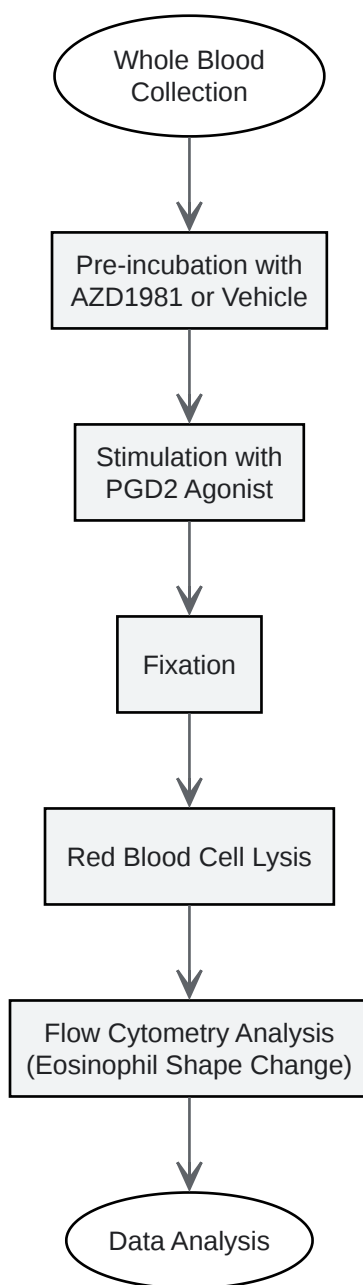 Whole Blood
Collection
Pre-incubation with
AZD1981 or Vehicle
Stimulation with
PGD2 Agonist
Fixation
Red Blood Cell Lysis
Flow Cytometry Analysis
(Eosinophil Shape Change)
Data Analysis